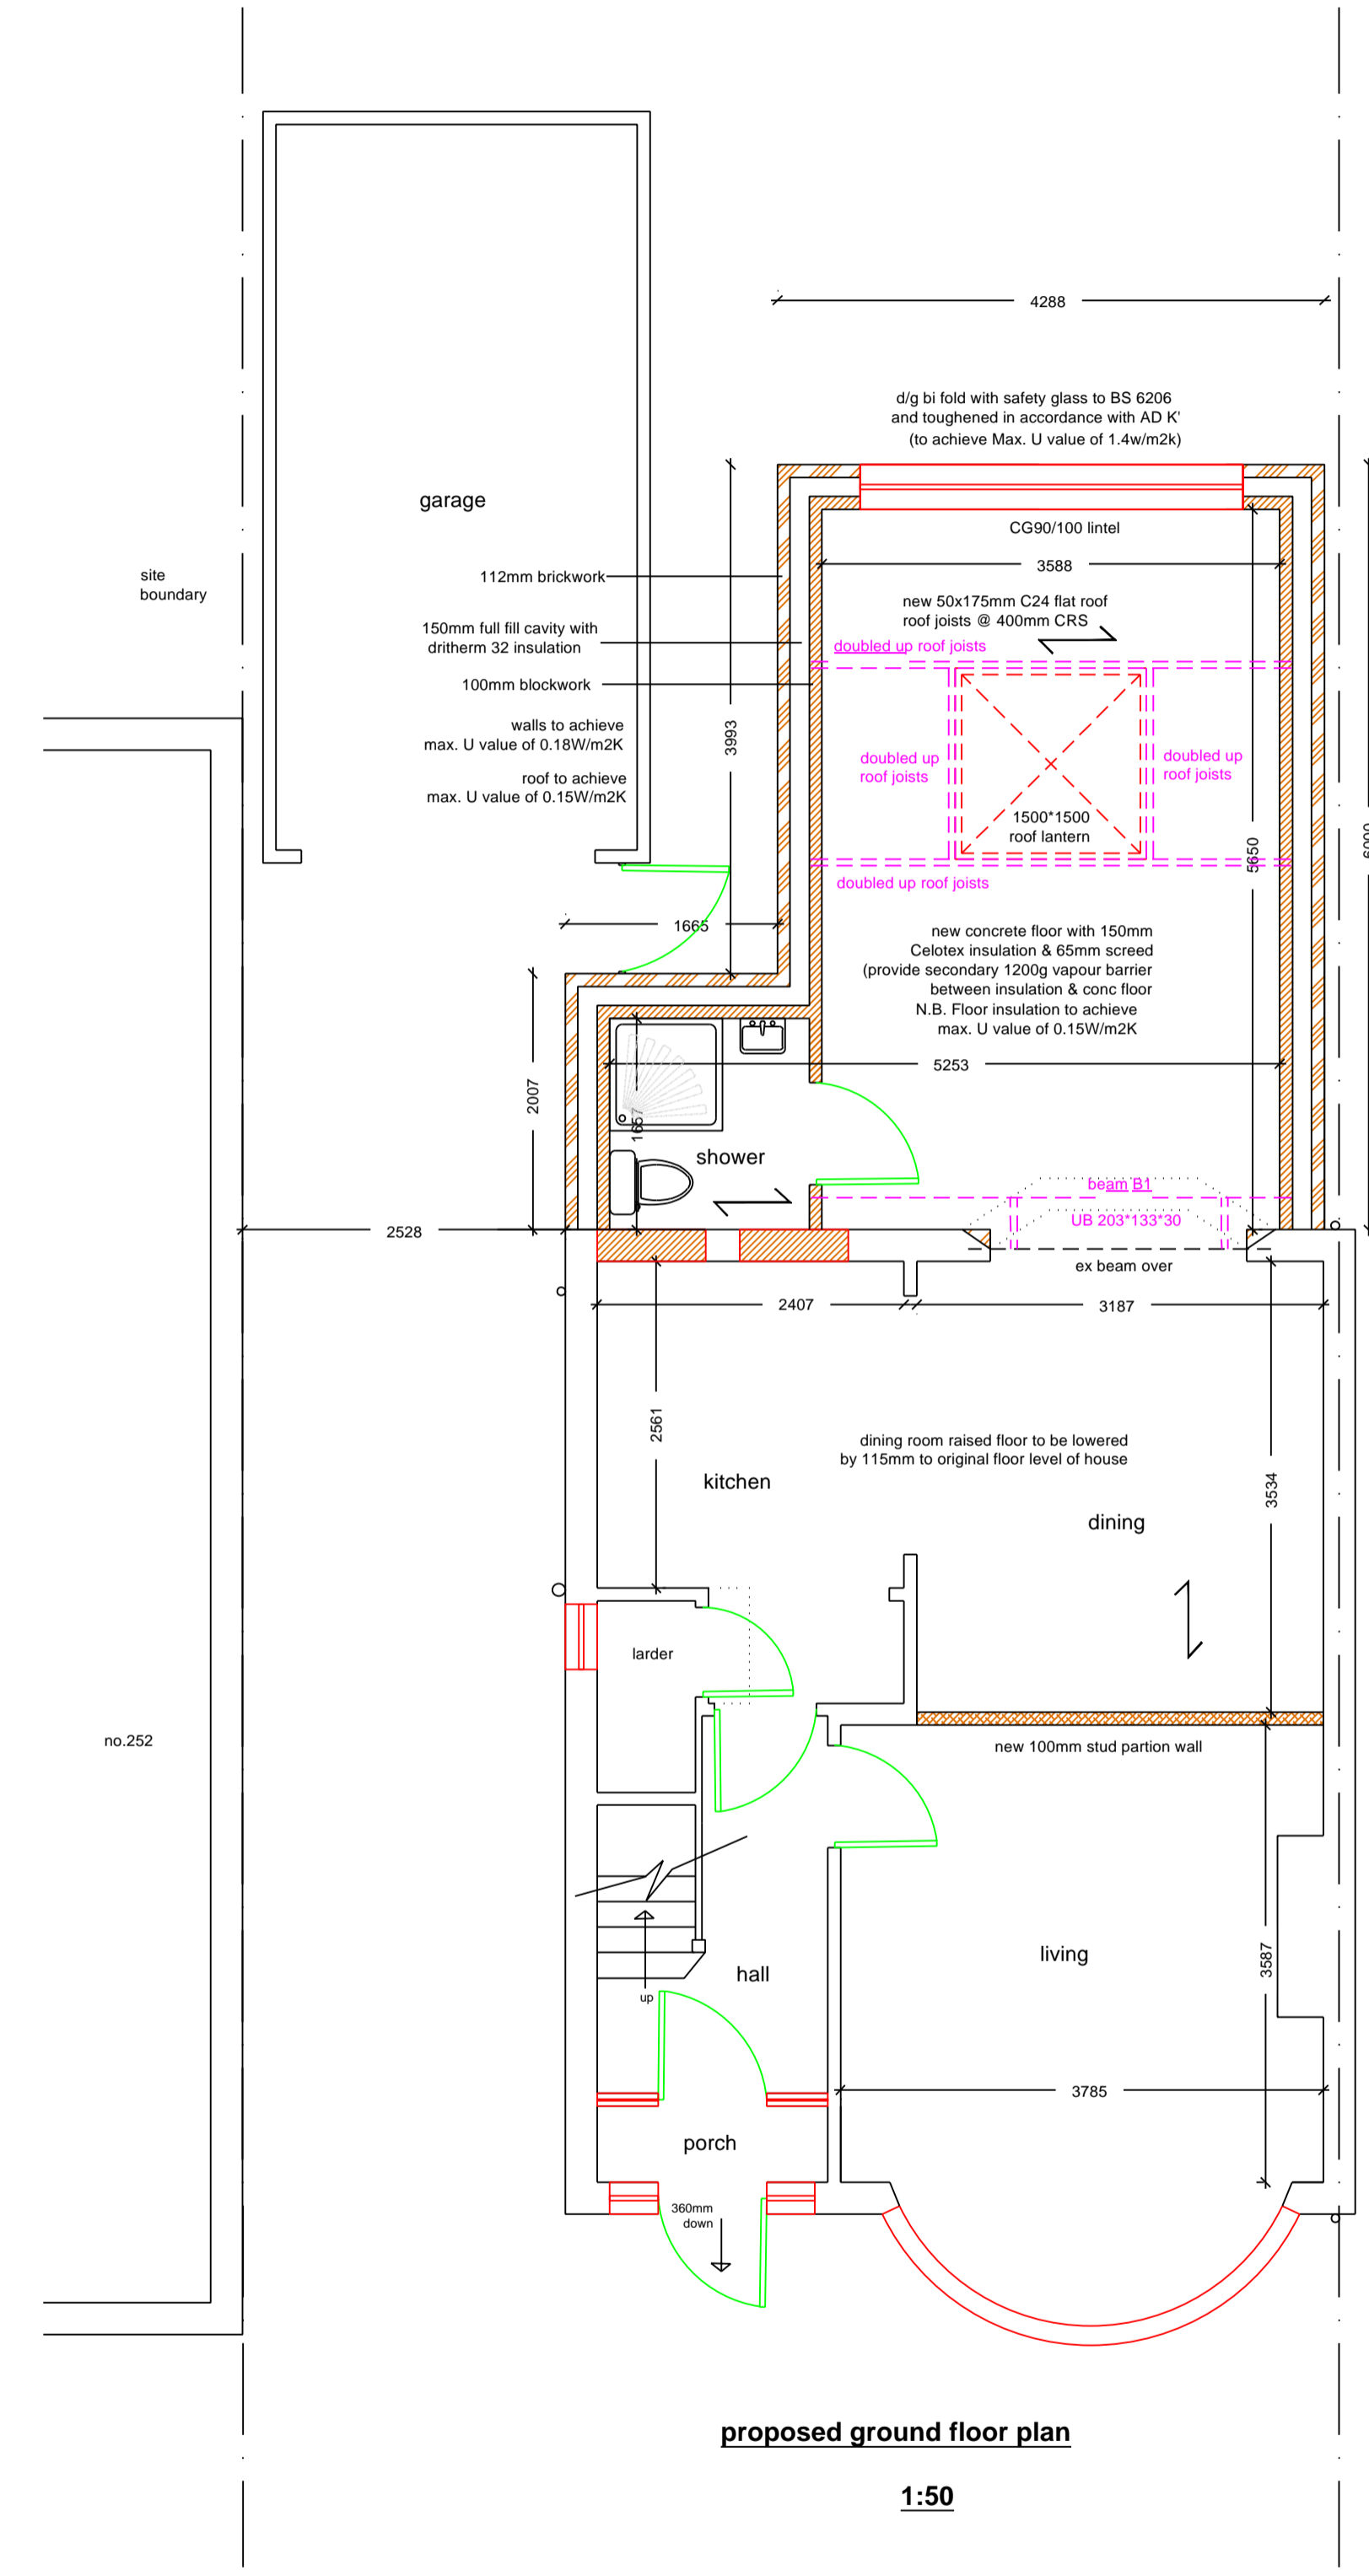 4288
d/g bi fold with safety glass to BS 6206
and toughened in accordance with AD K'
(to achieve Max. U value of 1.4w/m2k)
garage
CG90/100 lintel
3588
site
boundary
112mm brickwork
new 50x175mm C24 flat roof
roof joists @ 400mm CRS
150mm full fill cavity with
dritherm 32 insulation
doubled up roof joists
100mm blockwork
walls to achieve
max. U value of 0.18W/m2K
3993
doubled up
roof joists
doubled up
roof joists
roof to achieve
max. U value of 0.15W/m2K
1500*1500
roof lantern
5650
6000
doubled up roof joists
1665
new concrete floor with 150mm
Celotex insulation & 65mm screed
(provide secondary 1200g vapour barrier
between insulation & conc floor
N.B. Floor insulation to achieve
max. U value of 0.15W/m2K
5253
2007
1657
shower
beam B1
UB 203*133*30
2528
ex beam over
2407
3187
2561
dining room raised floor to be lowered
by 115mm to original floor level of house
kitchen
3534
dining
larder
no.252
new 100mm stud partion wall
living
3587
hall
up
3785
porch
360mm
down
proposed ground floor plan
1:50